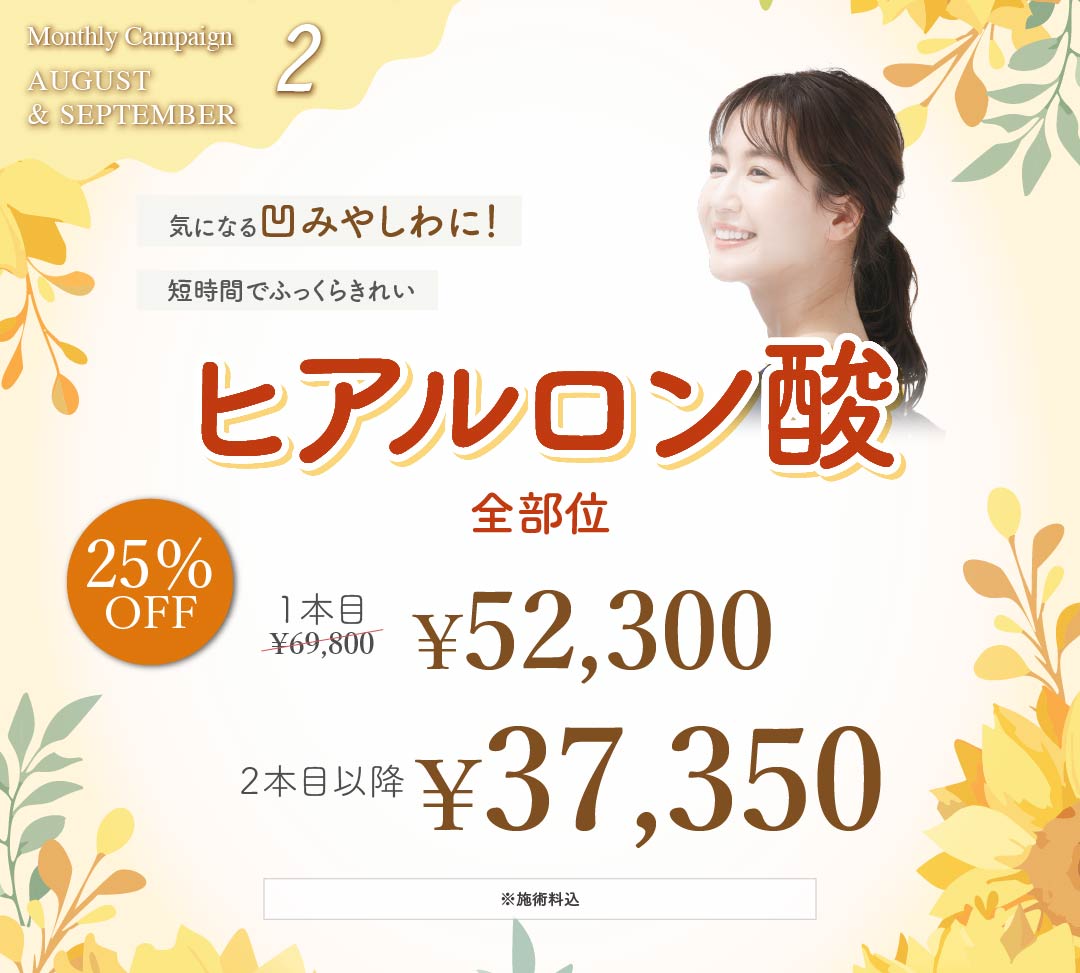 Monthly Campaign
2
AUGUST
& SEPTEMBER
気になる凹みやしわに!
短時間でふっくらきれい
ヒアルロン酸
全部位
25%
OFF
1本目
¥69,800
¥52,300
2本目以降 ¥37,350
※施術料込